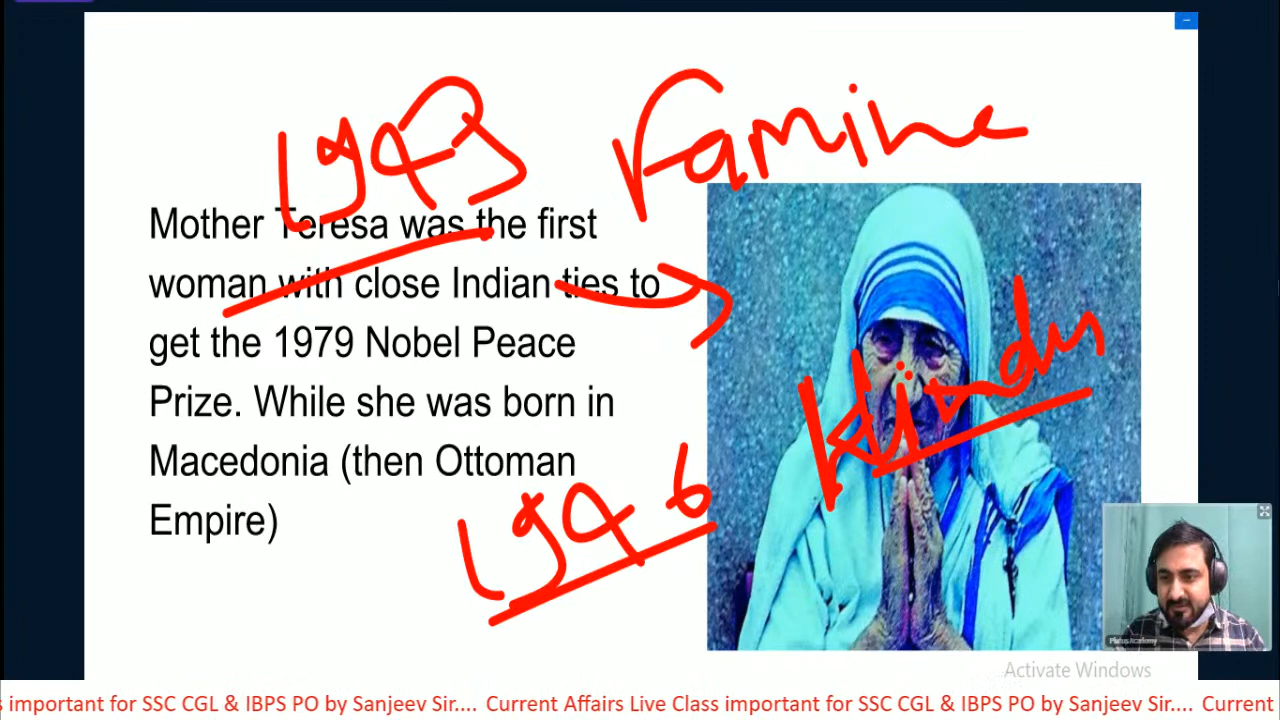 1943 Famine
Mother Teresa was the first
woman with close Indian ties to
get the 1979 Nobel Peace
Prize. While she was born in
Macedonia (then Ottoman
Empire)
Hindu
1946
Plutus Academy
Activate Windows
s important for SSC CGL & IBPS PO by Sanjeev Sir.... Current Affairs Live Class important for SSC CGL & IBPS PO by Sanjeev Sir.... Current